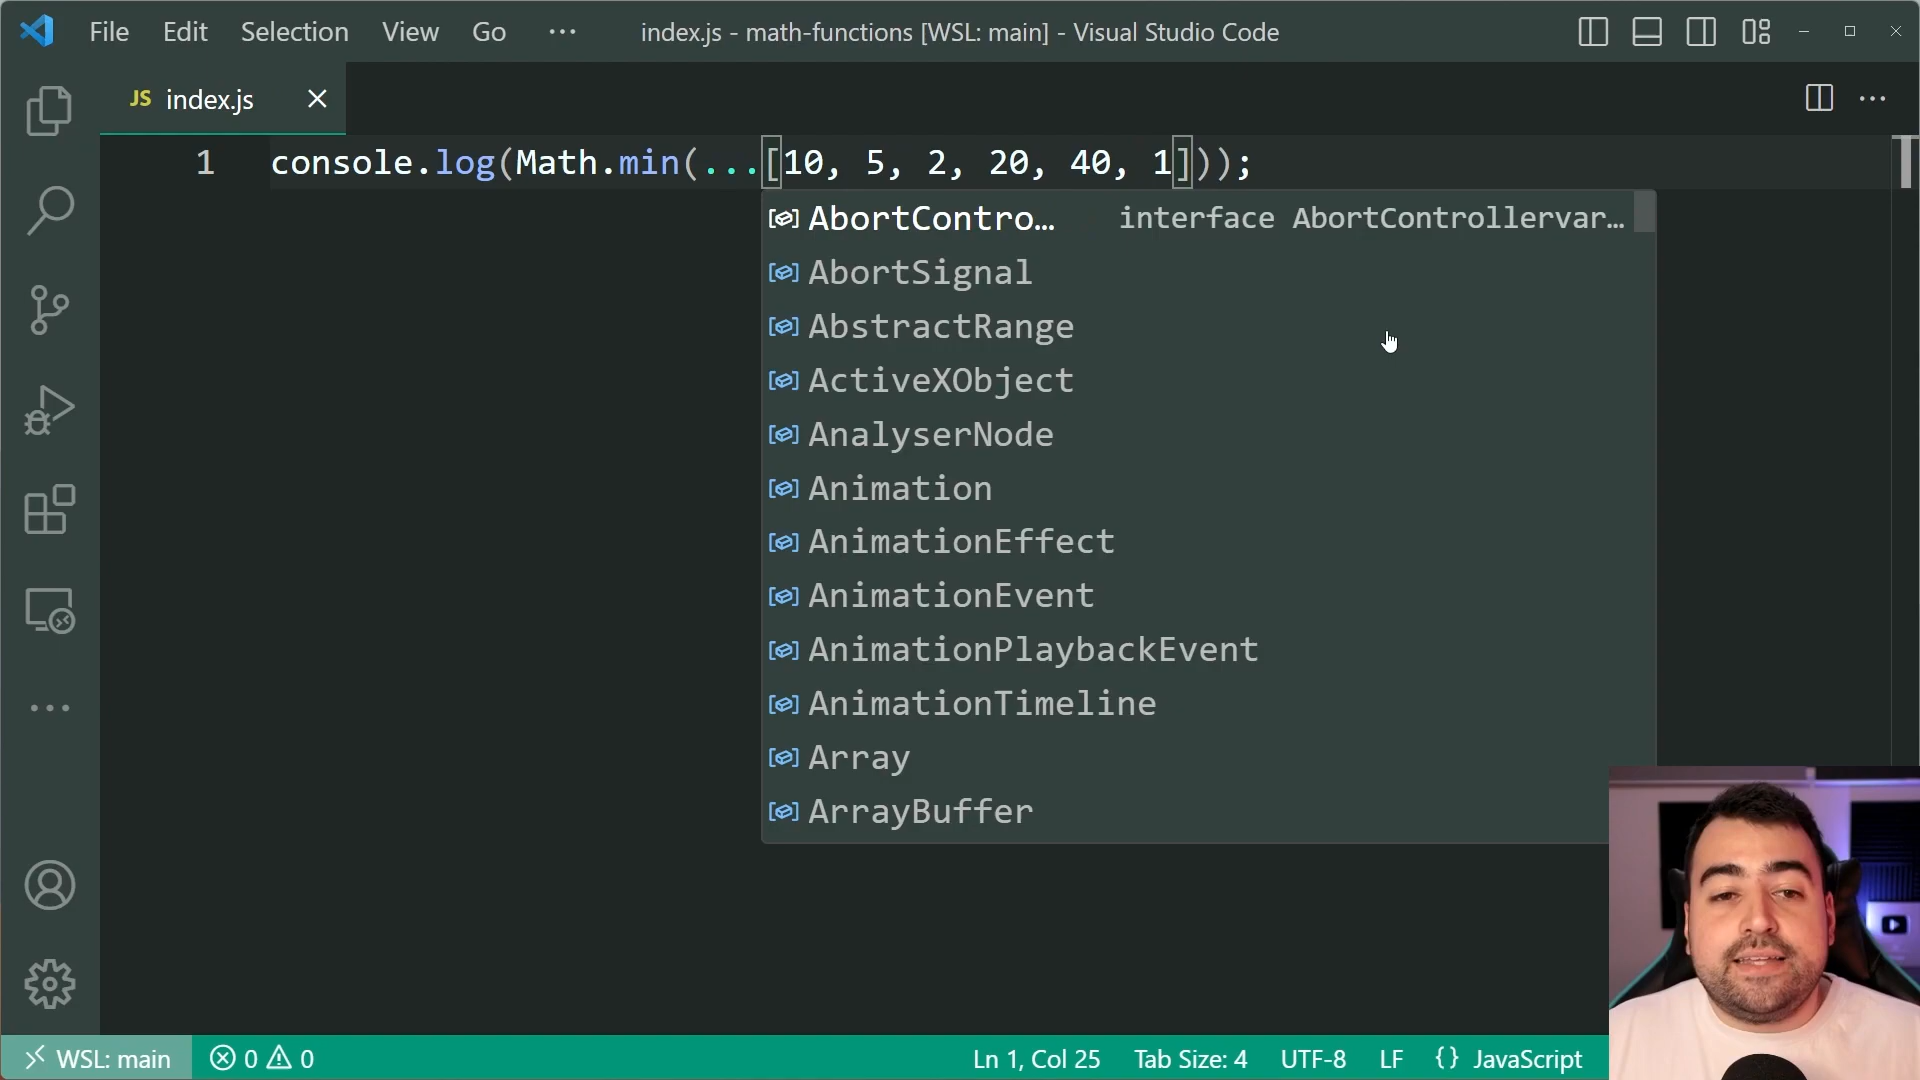 File Edit Selection View Go ··· index.js - math-functions [WSL: main] - Visual Studio Code
JS index.js
1 console.log(Math.min(...[10, 5, 2, 20, 40, 1]));
AbortContro… interface AbortControllervar…
AbortSignal
AbstractRange
ActiveXObject
AnalyserNode
Animation
AnimationEffect
AnimationEvent
AnimationPlaybackEvent
AnimationTimeline
Array
ArrayBuffer
WSL: main 0 0 Ln 1, Col 25 Tab Size: 4 UTF-8 LF {} JavaScript